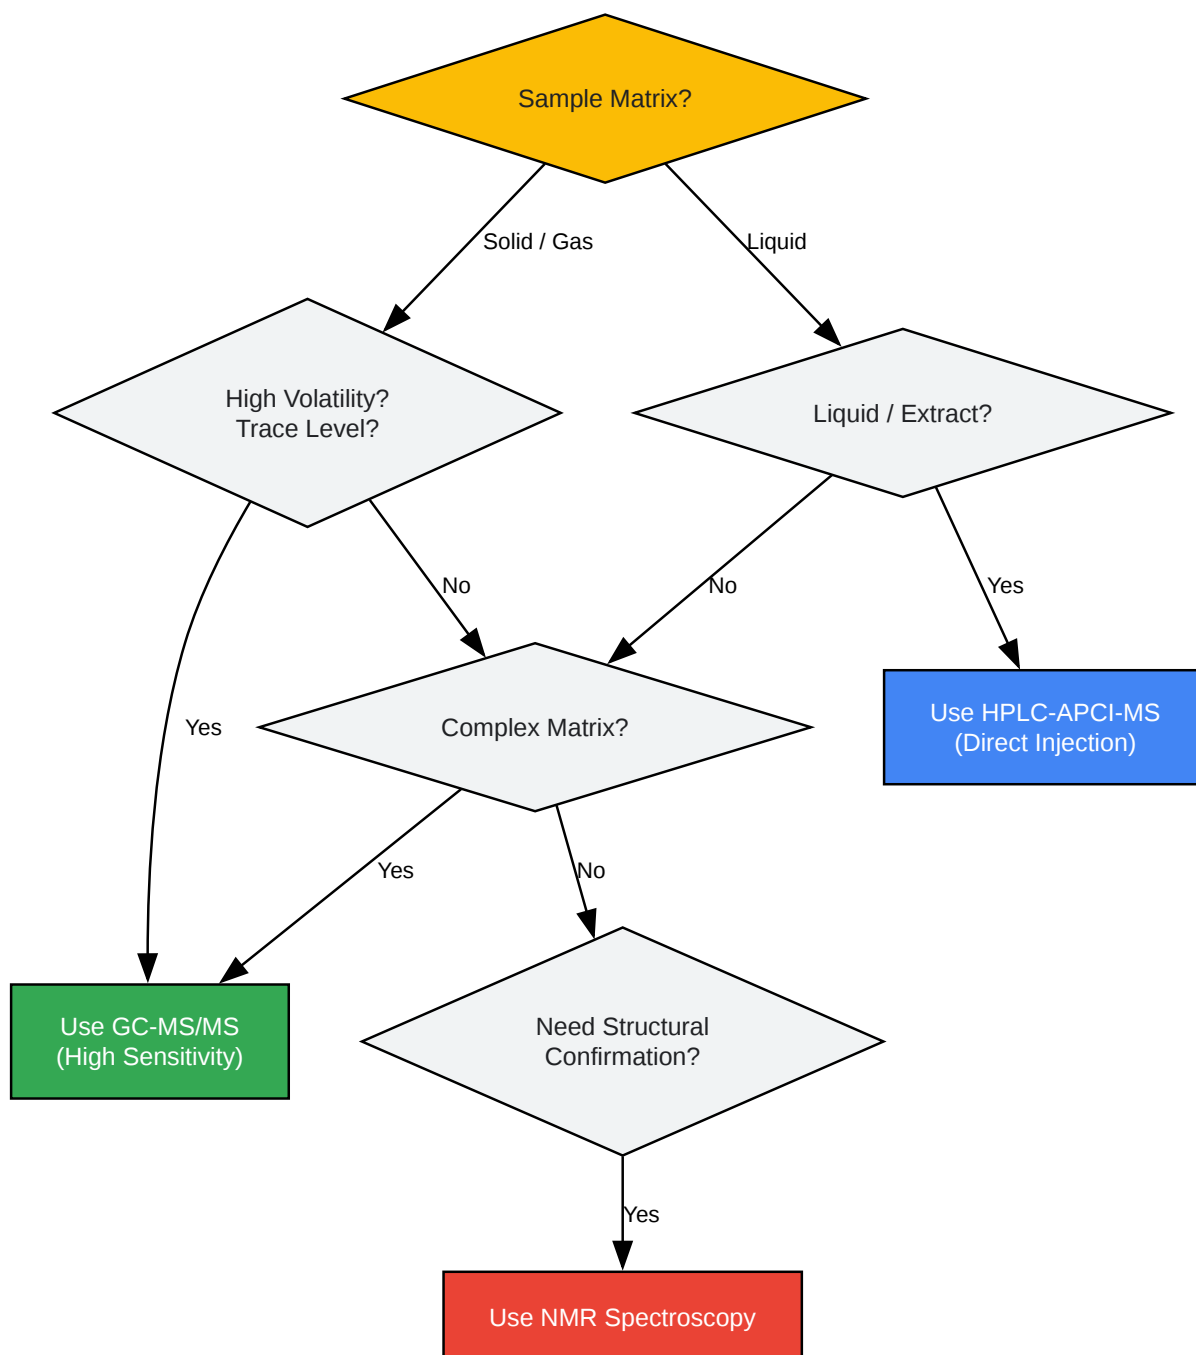 Sample Matrix?
Solid / Gas
Liquid
High Volatility?
Trace Level?
Liquid / Extract?
No
No
Yes
Yes
Complex Matrix?
Use HPLC-APCI-MS
(Direct Injection)
Yes
No
Use GC-MS/MS
(High Sensitivity)
Need Structural
Confirmation?
Yes
Use NMR Spectroscopy